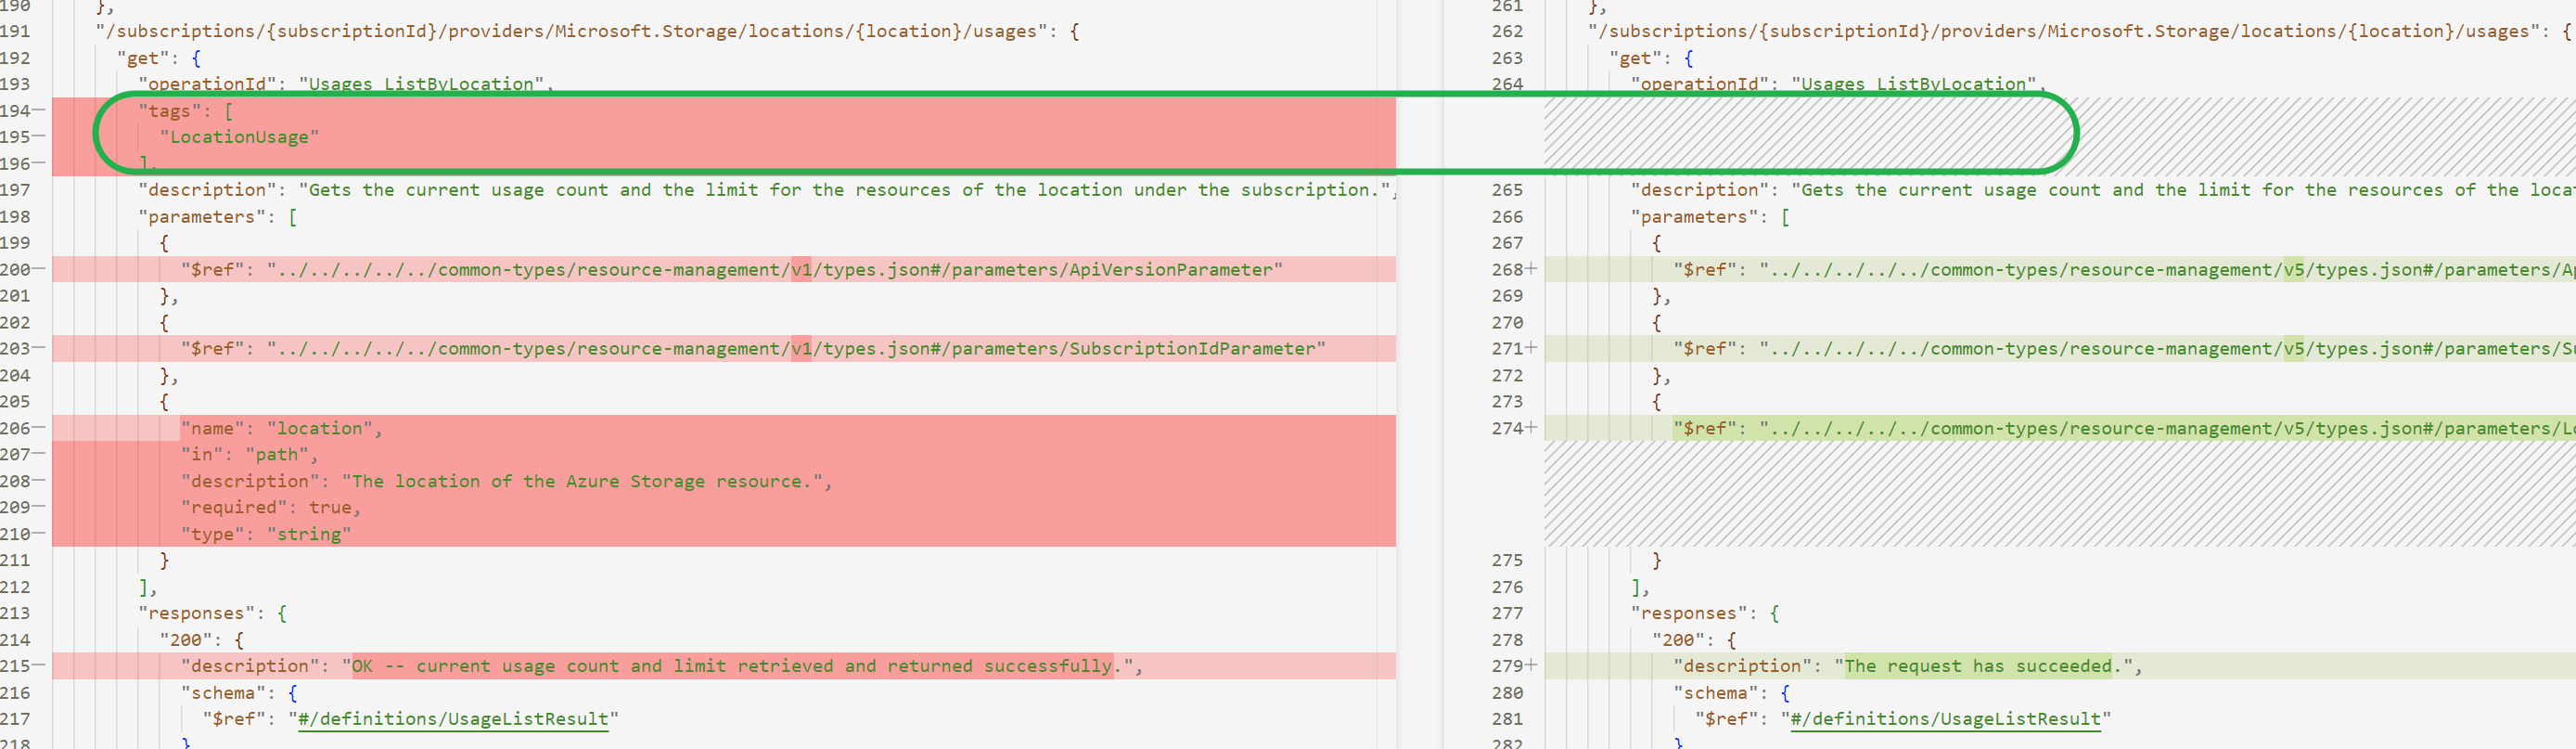 190 },
191 "/subscriptions/{subscriptionId}/providers/Microsoft.Storage/locations/{location}/usages": {
192 "get": {
193 "operationId": "Usages_ListByLocation",
194— "tags": [
195— "LocationUsage"
196— ],
197 "description": "Gets the current usage count and the limit for the resources of the location under the subscription.",
198 "parameters": [
199 {
200— "$ref": "../../../../../common-types/resource-management/v1/types.json#/parameters/ApiVersionParameter"
201 },
202 {
203— "$ref": "../../../../../common-types/resource-management/v1/types.json#/parameters/SubscriptionIdParameter"
204 },
205 {
206— "name": "location",
207— "in": "path",
208— "description": "The location of the Azure Storage resource.",
209— "required": true,
210— "type": "string"
211 }
212 ],
213 "responses": {
214 "200": {
215— "description": "OK -- current usage count and limit retrieved and returned successfully.",
216 "schema": {
217 "$ref": "#/definitions/UsageListResult"
218 }
261 },
262 "/subscriptions/{subscriptionId}/providers/Microsoft.Storage/locations/{location}/usages": {
263 "get": {
264 "operationId": "Usages_ListByLocation",
265 "description": "Gets the current usage count and the limit for the resources of the locat
266 "parameters": [
267 {
268+ "$ref": "../../../../../common-types/resource-management/v5/types.json#/parameters/Ap
269 },
270 {
271+ "$ref": "../../../../../common-types/resource-management/v5/types.json#/parameters/Su
272 },
273 {
274+ "$ref": "../../../../../common-types/resource-management/v5/types.json#/parameters/Lo
275 }
276 ],
277 "responses": {
278 "200": {
279+ "description": "The request has succeeded.",
280 "schema": {
281 "$ref": "#/definitions/UsageListResult"
282 }